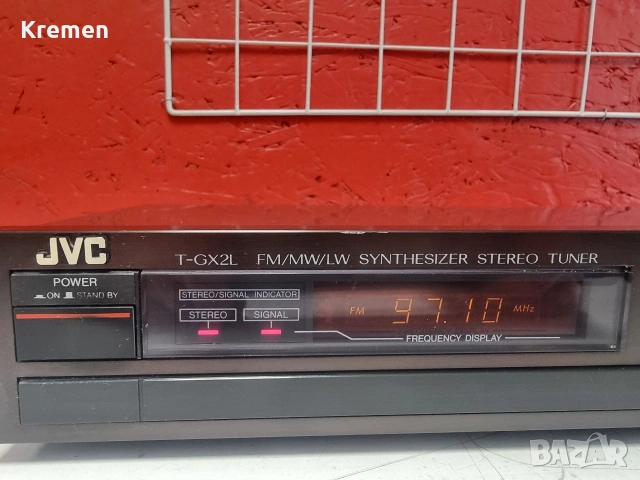 Kremen
JVC
T-GX2L FM/MW/LW SYNTHESIZER STEREO TUNER
POWER
ON STAND BY
STEREO/SIGNAL INDICATOR
STEREO SIGNAL
FM 97.10 MHz
FREQUENCY DISPLAY
BAZAR